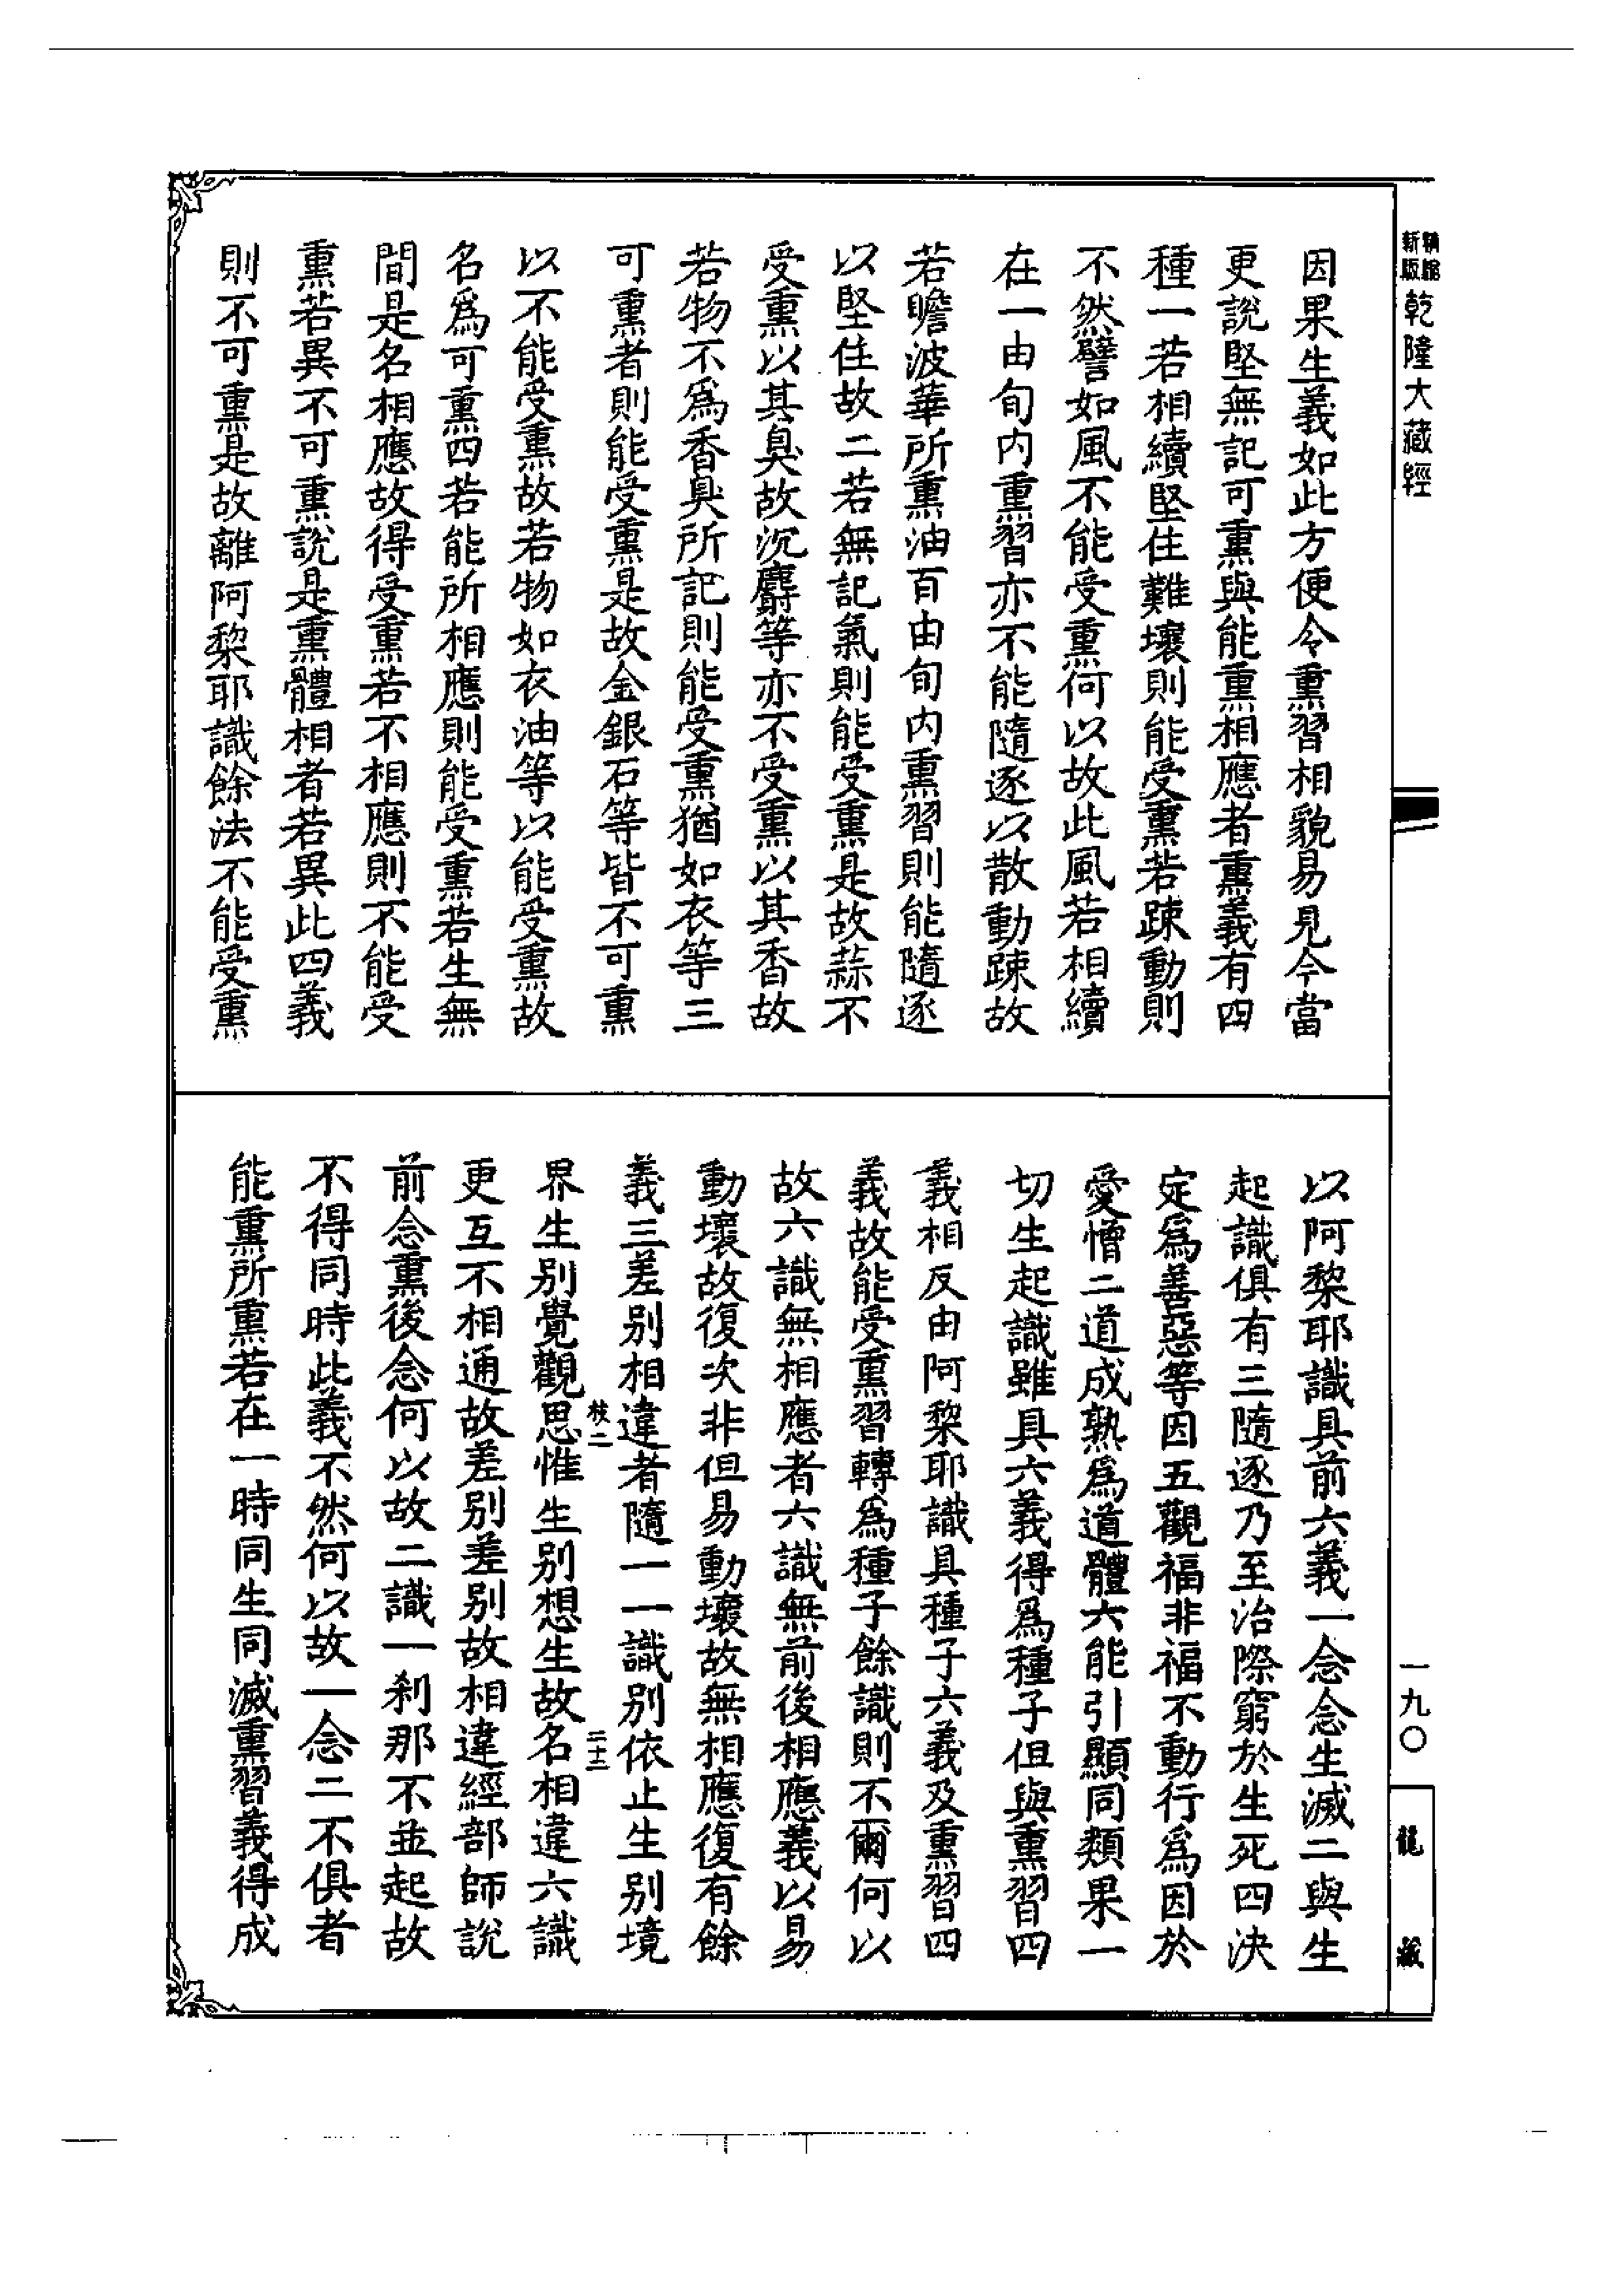 新版
乾隆大藏經
因果生義如此方便令熏習相貌易見今當
更說堅無記可熏與能熏相應者熏義有四
種一若相續堅住難壞則能受熏若踈動則
不然譬如風不能受熏何以故此風若相續
在一由旬内熏習亦不能隨逐以散動踈故
若瞻波華所熏油百由旬内熏習則能隨逐
以堅住故二若無記氣則能受熏是故蒜不
受熏以其臭故沉麝等亦不受熏以其香故
若物不為香臭所記則能受熏猶如衣等三
可熏者則能受熏是故金銀石等皆不可熏
以不能受熏故若物如衣油等以能受熏故
名為可熏四若能所相應則能受熏若生無
間是名相應故得受熏若不相應則不能受
熏若異不可熏說是熏體相者若異此四義
則不可熏是故離阿黎耶識餘法不能受熏
以阿黎耶識具前六義一念念生滅二與生
起識俱有三隨逐乃至治際窮於生死四決
定為善惡等因五觀福非福不動行為因於
愛憎二道成熟為道體六能引顯同類果一
切生起識雖具六義得為種子但與熏習四
義相反由阿黎耶識具種子六義及熏習四
義故能受熏習轉為種子餘識則不爾何以
故六識無相應者六識無前後相應義以易
動壞故復次非但易動壞故無相應復有餘
義三差别相違者隨一一識别依止生别境
枝二
二十三
界生别覺觀思惟生别想生故名相違六識
更互不相通故差别差别故相違經部師說
前念熏後念何以故二識一剎那不並起故
不得同時此義不然何以故一念二不俱者
能熏所熏若在一時同生同滅熏習義得成
一九〇
龍藏